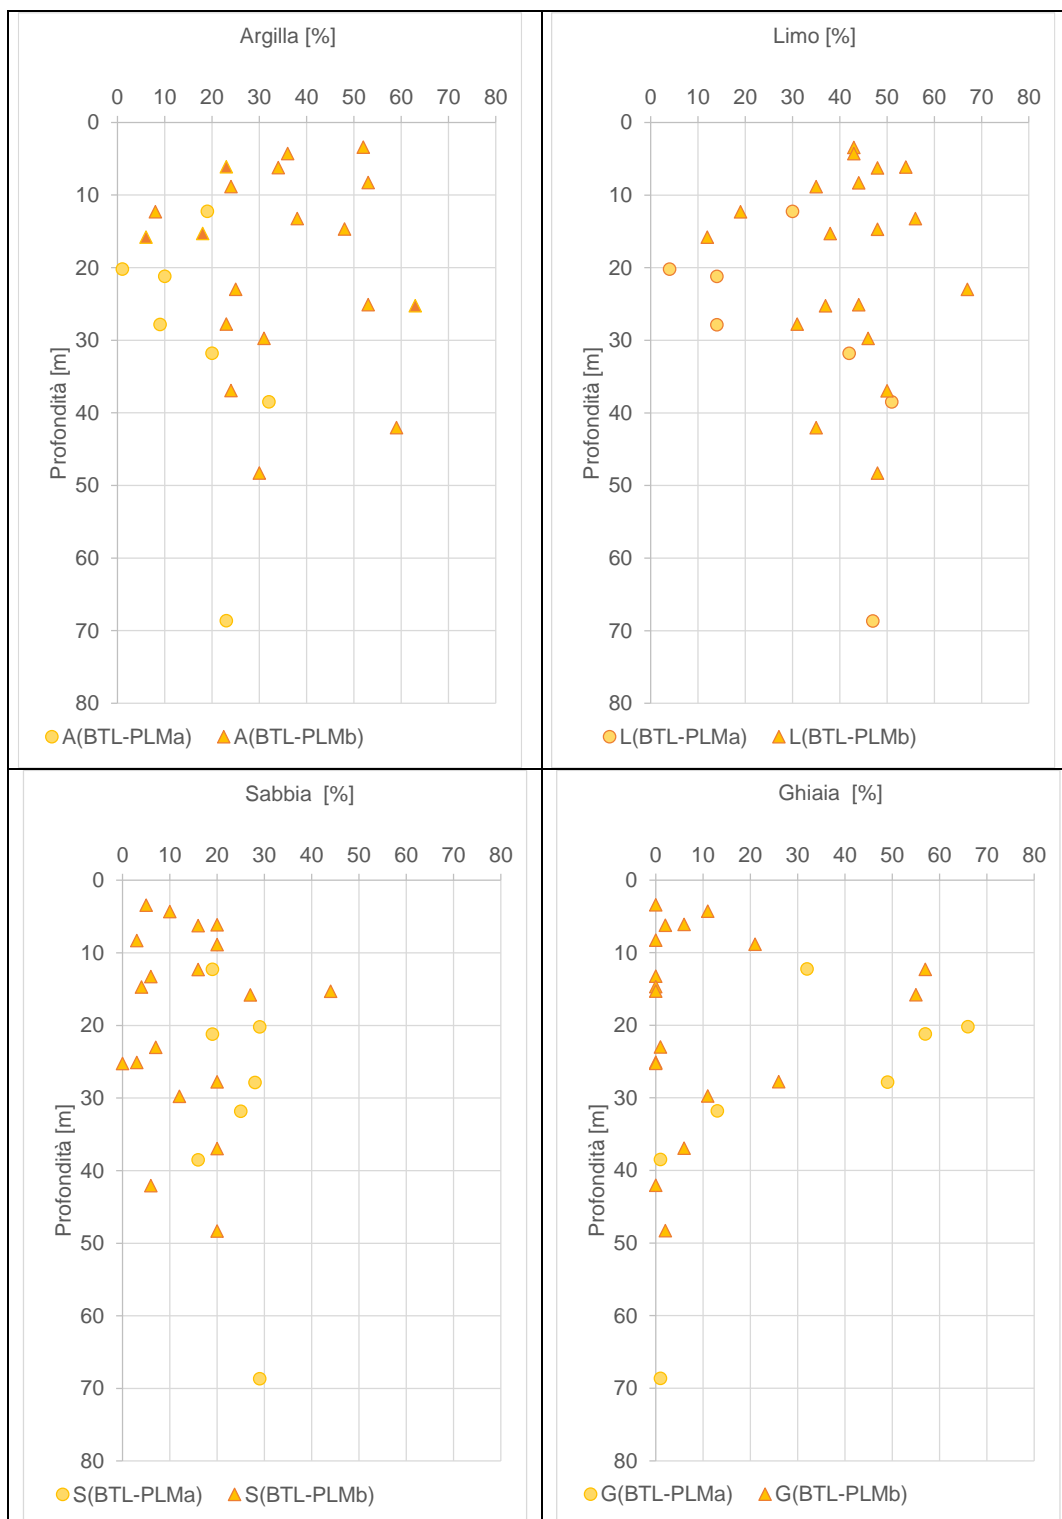 Argilla [%]
0 10 20 30 40 50 60 70 80
0
10
20
30
40
50
60
70
80
Profondità [m]
A(BTL-PLMa) A(BTL-PLMb)
Limo [%]
0 10 20 30 40 50 60 70 80
0
10
20
30
40
50
60
70
80
Profondità [m]
L(BTL-PLMa) L(BTL-PLMb)
Sabbia [%]
0 10 20 30 40 50 60 70 80
0
10
20
30
40
50
60
70
80
Profondità [m]
S(BTL-PLMa) S(BTL-PLMb)
Ghiaia [%]
0 10 20 30 40 50 60 70 80
0
10
20
30
40
50
60
70
80
Profondità [m]
G(BTL-PLMa) G(BTL-PLMb)